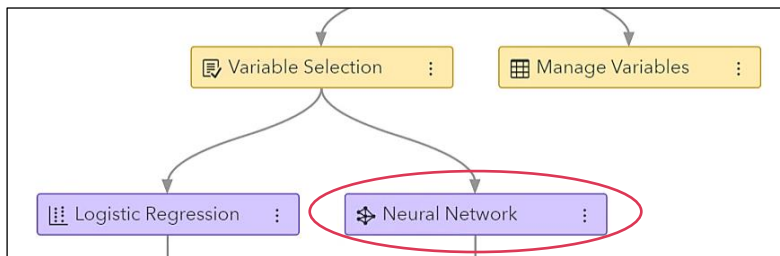 Variable Selection
Manage Variables
Logistic Regression
Neural Network